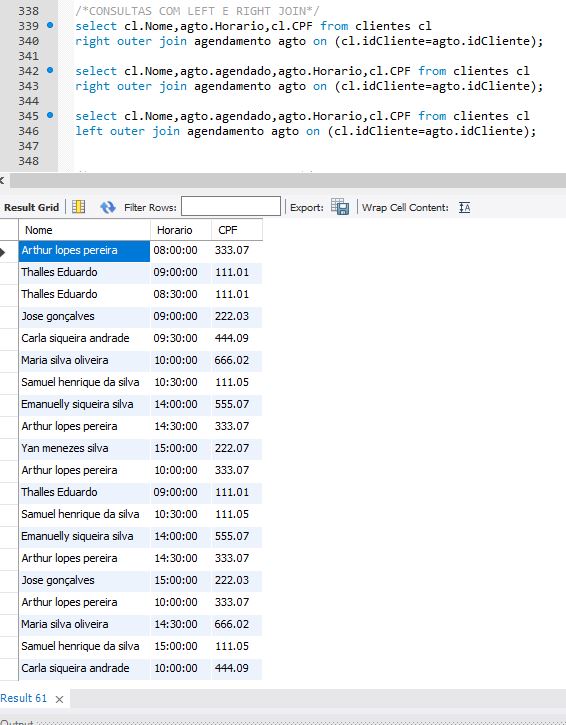 338 /*CONSULTAS COM LEFT E RIGHT JOIN*/
339 select cl.Nome,agto.Horario,cl.CPF from clientes cl
340 right outer join agendamento agto on (cl.idCliente=agto.idCliente);
341
342 select cl.Nome,agto.agendado,agto.Horario,cl.CPF from clientes cl
343 right outer join agendamento agto on (cl.idCliente=agto.idCliente);
344
345 select cl.Nome,agto.agendado,agto.Horario,cl.CPF from clientes cl
346 left outer join agendamento agto on (cl.idCliente=agto.idCliente);
347
348
Result Grid Filter Rows: Export: Wrap Cell Content:
Nome Horario CPF
Arthur lopes pereira 08:00:00 333.07
Thalles Eduardo 09:00:00 111.01
Thalles Eduardo 08:30:00 111.01
Jose gonçalves 09:00:00 222.03
Carla siqueira andrade 09:30:00 444.09
Maria silva oliveira 10:00:00 666.02
Samuel henrique da silva 10:30:00 111.05
Emanuelly siqueira silva 14:00:00 555.07
Arthur lopes pereira 14:30:00 333.07
Yan menezes silva 15:00:00 222.07
Arthur lopes pereira 10:00:00 333.07
Thalles Eduardo 09:00:00 111.01
Samuel henrique da silva 10:30:00 111.05
Emanuelly siqueira silva 14:00:00 555.07
Arthur lopes pereira 14:30:00 333.07
Jose gonçalves 15:00:00 222.03
Arthur lopes pereira 10:00:00 333.07
Maria silva oliveira 14:30:00 666.02
Samuel henrique da silva 15:00:00 111.05
Carla siqueira andrade 10:00:00 444.09
Result 61
Output